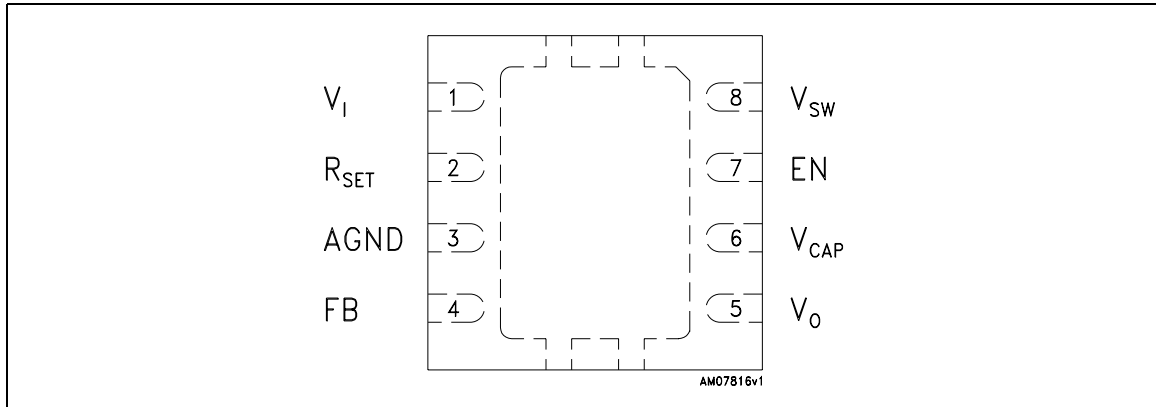 V_I 1 8 V_SW
R_SET 2 7 EN
AGND 3 6 V_CAP
FB 4 5 V_O
AM07816v1